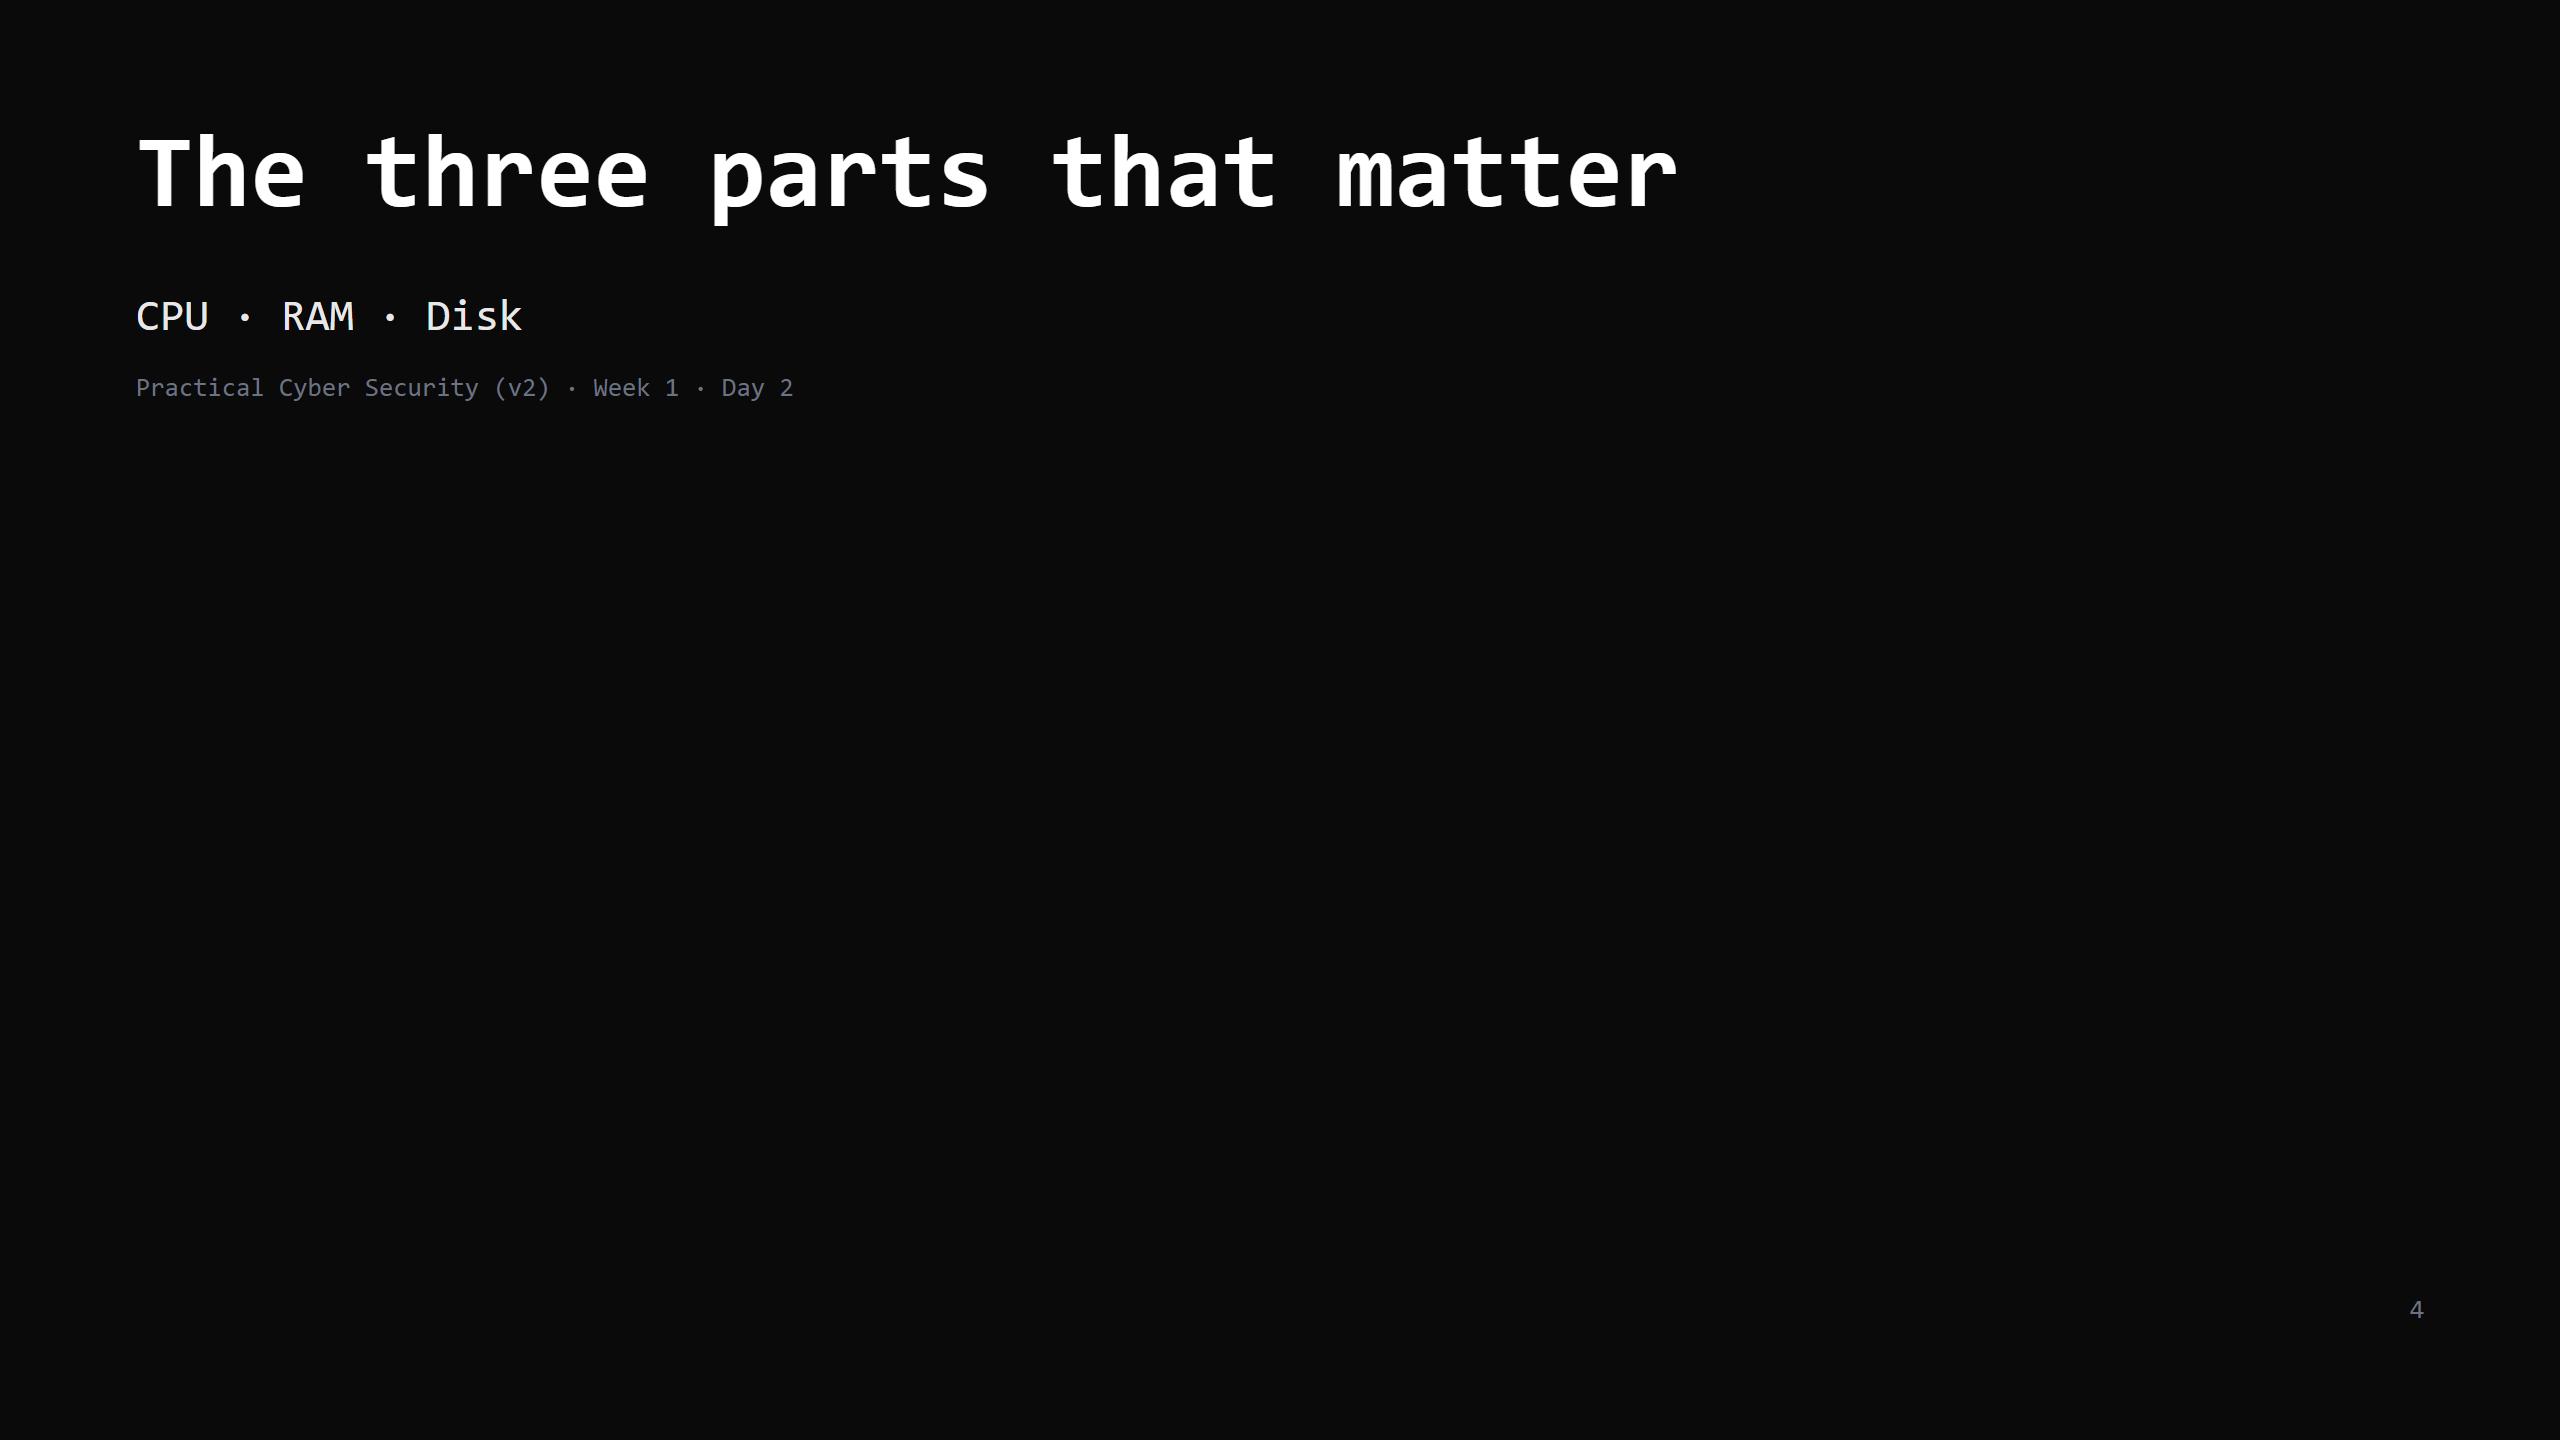 The three parts that matter
CPU · RAM · Disk
Practical Cyber Security (v2) · Week 1 · Day 2
4